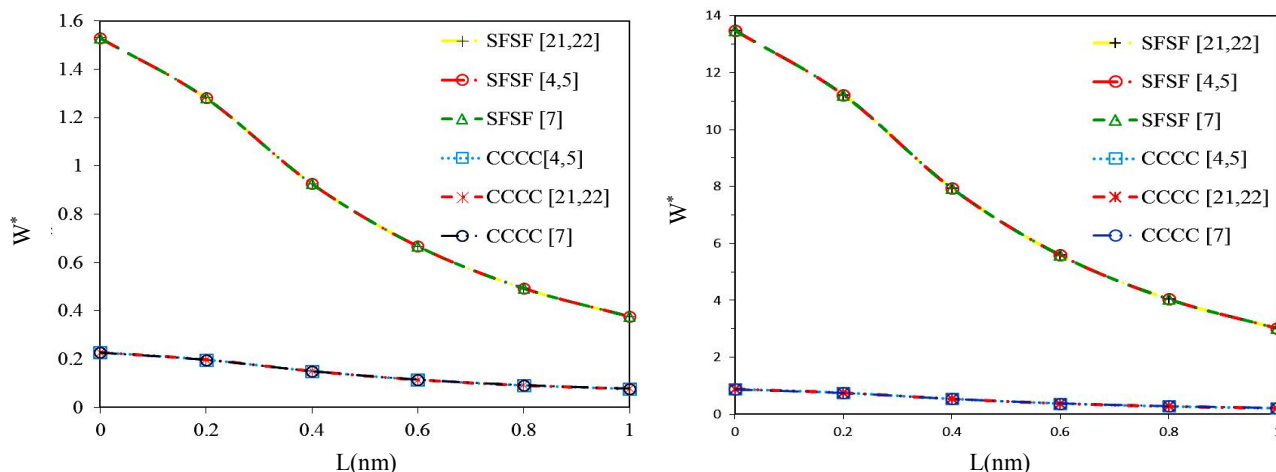 1.6
1.4
1.2
1
0.8
0.6
0.4
0.2
0
W*
0 0.2 0.4 0.6 0.8 1
L(nm)
SFSF [21,22]
SFSF [4,5]
SFSF [7]
CCCC[4,5]
CCCC [21,22]
CCCC [7]
14
12
10
8
6
4
2
0
W*
0 0.2 0.4 0.6 0.8 1
L(nm)
SFSF [21,22]
SFSF [4,5]
SFSF [7]
CCCC [4,5]
CCCC [21,22]
CCCC [7]